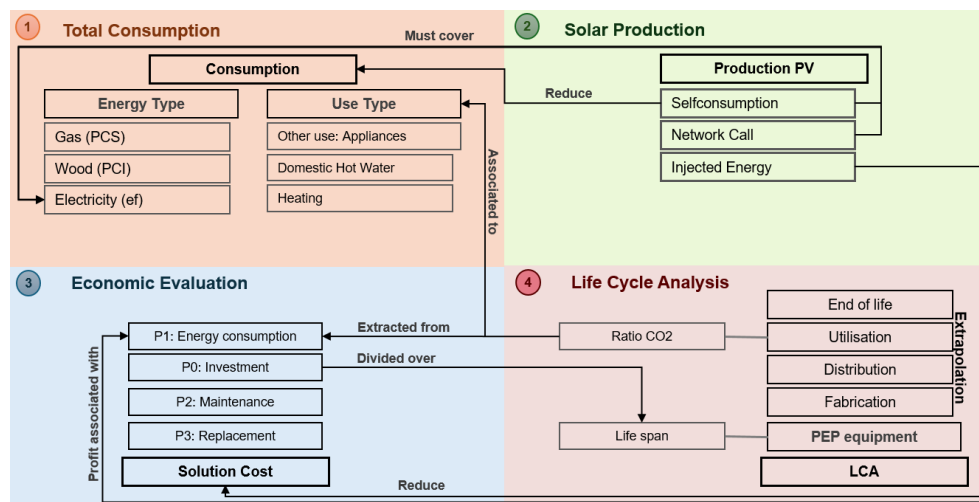 1
Total Consumption
Must cover
Consumption
Energy Type
Use Type
Gas (PCS)
Wood (PCI)
Electricity (ef)
Other use: Appliances
Domestic Hot Water
Heating
Associated to
2
Solar Production
Production PV
Reduce
Selfconsumption
Network Call
Injected Energy
3
Economic Evaluation
P1: Energy consumption
P0: Investment
P2: Maintenance
P3: Replacement
Solution Cost
Profit associated with
Extracted from
Divided over
Reduce
4
Life Cycle Analysis
Ratio CO2
Life span
End of life
Utilisation
Distribution
Fabrication
Extrapolation
PEP equipment
LCA